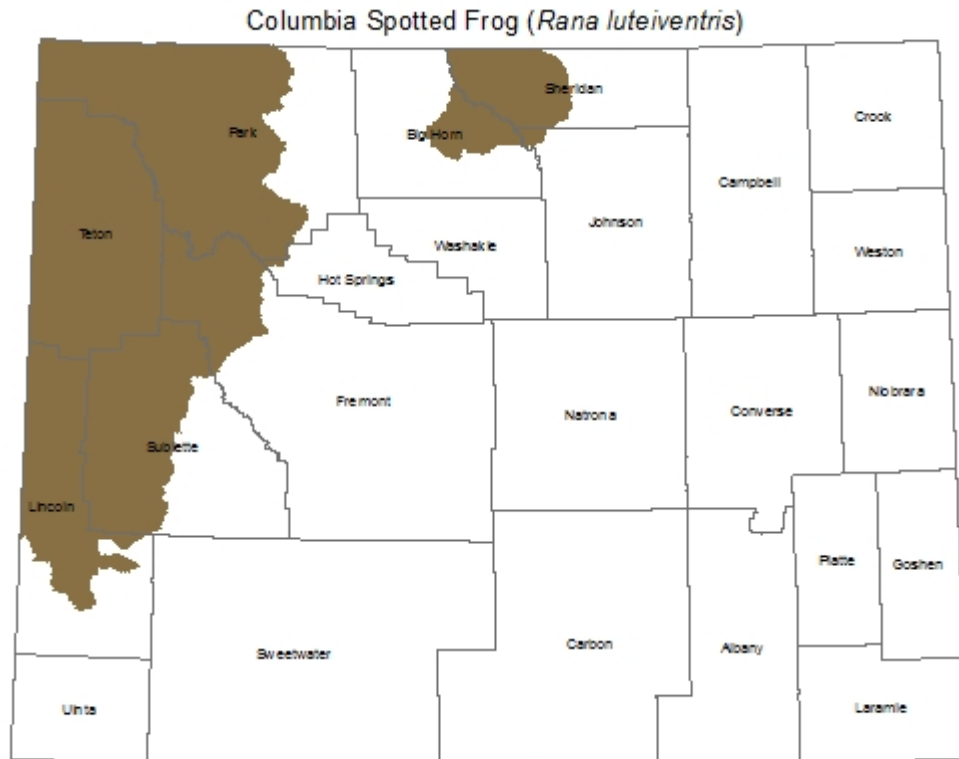 Columbia Spotted Frog (Rana luteiventris)
Sheridan
Park
Big Horn
Crook
Campbell
Teton
Johnson
Washakie
Weston
Hot Springs
Fremont
Natrona
Converse
Niobrara
Sublette
Lincoln
Platte
Goshen
Sweetwater
Carbon
Albany
Uinta
Laramie